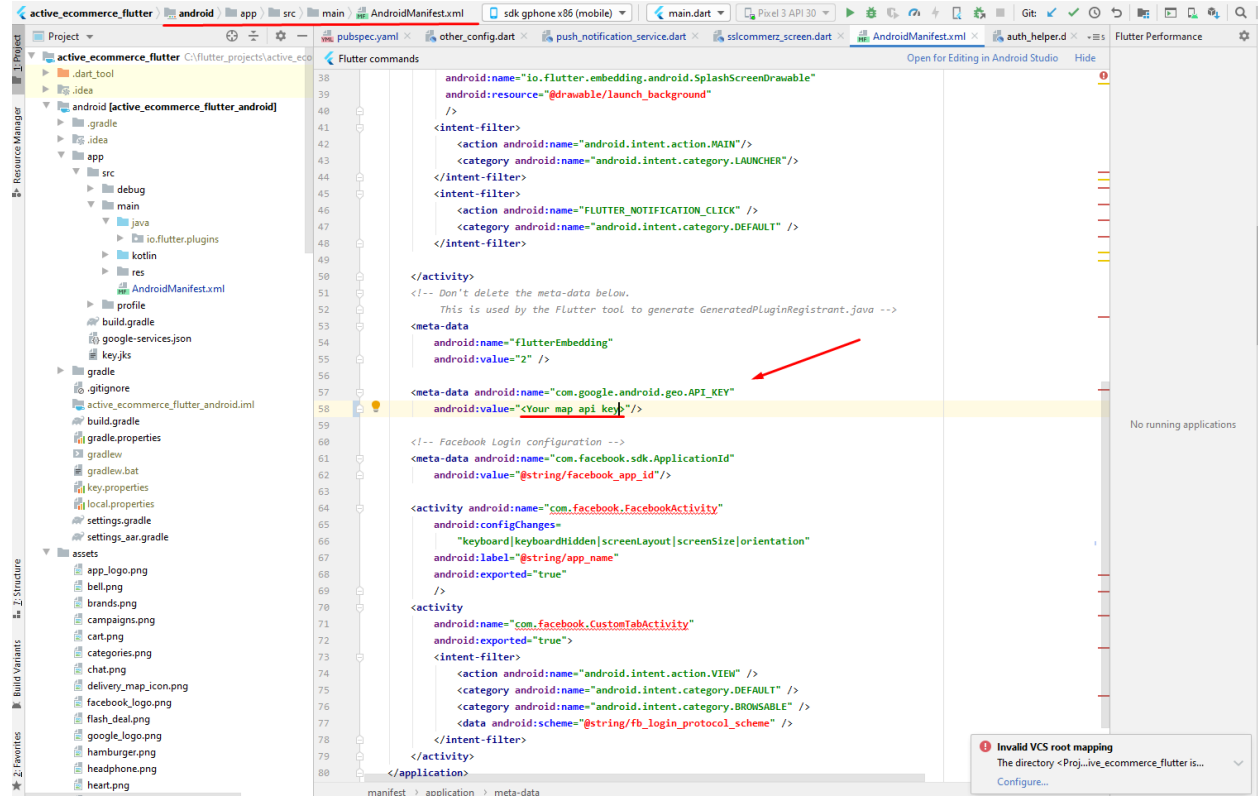 active_ecommerce_flutter android app src main AndroidManifest.xml sdk gphone x86 (mobile) main.dart Pixel 3 API 30 Git:
Project pubspec.yaml other_config.dart push_notification_service.dart sslcommerz_screen.dart AndroidManifest.xml auth_helper.d Flutter Performance
Flutter commands Open for Editing in Android Studio Hide
1: Project
Resource Manager
7: Structure
Build Variants
2: Favorites
active_ecommerce_flutter C:\flutter_projects\active_eco
.dart_tool
.idea
android [active_ecommerce_flutter_android]
.gradle
.idea
app
src
debug
main
java
io.flutter.plugins
kotlin
res
AndroidManifest.xml
profile
build.gradle
google-services.json
key.jks
gradle
.gitignore
active_ecommerce_flutter_android.iml
build.gradle
gradle.properties
gradlew
gradlew.bat
key.properties
local.properties
settings.gradle
settings_aar.gradle
assets
app_logo.png
bell.png
brands.png
campaigns.png
cart.png
categories.png
chat.png
delivery_map_icon.png
facebook_logo.png
flash_deal.png
google_logo.png
hamburger.png
headphone.png
heart.png
38 android:name="io.flutter.embedding.android.SplashScreenDrawable"
39 android:resource="@drawable/launch_background"
40 />
41 <intent-filter>
42 <action android:name="android.intent.action.MAIN"/>
43 <category android:name="android.intent.category.LAUNCHER"/>
44 </intent-filter>
45 <intent-filter>
46 <action android:name="FLUTTER_NOTIFICATION_CLICK" />
47 <category android:name="android.intent.category.DEFAULT" />
48 </intent-filter>
49
50 </activity>
51 <!-- Don't delete the meta-data below.
52 This is used by the Flutter tool to generate GeneratedPluginRegistrant.java -->
53 <meta-data
54 android:name="flutterEmbedding"
55 android:value="2" />
56
57 <meta-data android:name="com.google.android.geo.API_KEY"
58 android:value="<Your map api key>"/>
59
60 <!-- Facebook Login configuration -->
61 <meta-data android:name="com.facebook.sdk.ApplicationId"
62 android:value="@string/facebook_app_id"/>
63
64 <activity android:name="com.facebook.FacebookActivity"
65 android:configChanges=
66 "keyboard|keyboardHidden|screenLayout|screenSize|orientation"
67 android:label="@string/app_name"
68 android:exported="true"
69 />
70 <activity
71 android:name="com.facebook.CustomTabActivity"
72 android:exported="true">
73 <intent-filter>
74 <action android:name="android.intent.action.VIEW" />
75 <category android:name="android.intent.category.DEFAULT" />
76 <category android:name="android.intent.category.BROWSABLE" />
77 <data android:scheme="@string/fb_login_protocol_scheme" />
78 </intent-filter>
79 </activity>
80 </application>
manifest › application › meta-data
No running applications
Invalid VCS root mapping
The directory <Proj...ive_ecommerce_flutter is...
Configure...